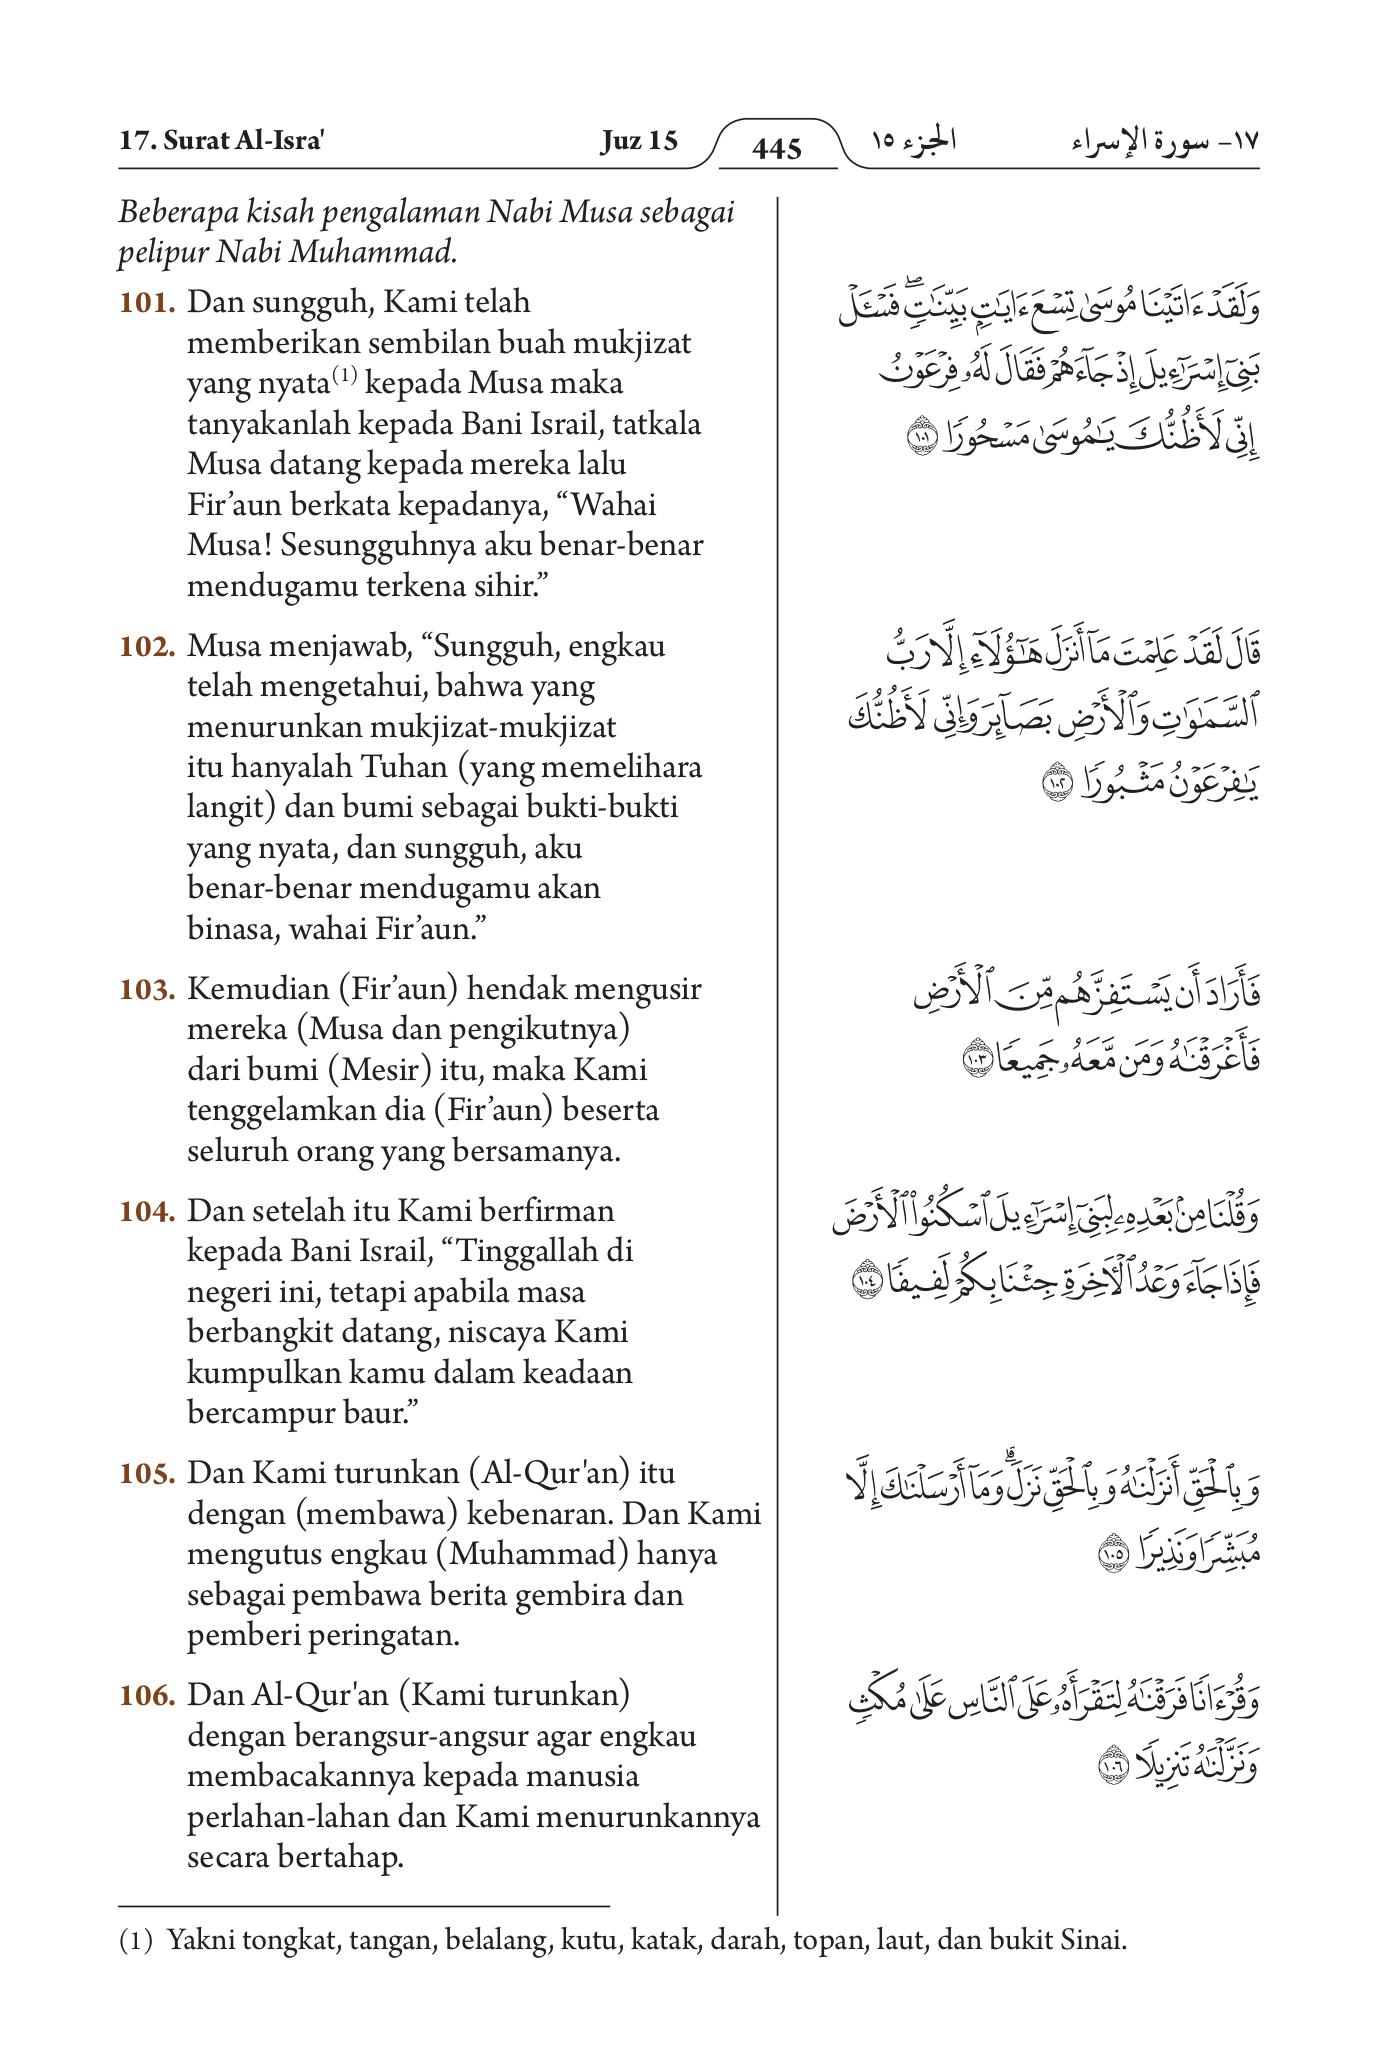 17. Surat Al-Isra'
Juz 15
445
الجزء ١٥
١٧- سورة الإسراء
Beberapa kisah pengalaman Nabi Musa sebagai
pelipur Nabi Muhammad.
101. Dan sungguh, Kami telah
memberikan sembilan buah mukjizat
yang nyata(1) kepada Musa maka
tanyakanlah kepada Bani Israil, tatkala
Musa datang kepada mereka lalu
Fir’aun berkata kepadanya, “Wahai
Musa! Sesungguhnya aku benar-benar
mendugamu terkena sihir.”
وَلَقَدۡ ءَاتَيۡنَا مُوسَىٰ تِسۡعَ ءَايَٰتِۭ بَيِّنَٰتٖۖ فَسۡـَٔلۡ
بَنِيٓ إِسۡرَٰٓءِيلَ إِذۡ جَآءَهُمۡ فَقَالَ لَهُۥ فِرۡعَوۡنُ
إِنِّي لَأَظُنُّكَ يَٰمُوسَىٰ مَسۡحُورٗا ١٠١
102. Musa menjawab, “Sungguh, engkau
telah mengetahui, bahwa yang
menurunkan mukjizat-mukjizat
itu hanyalah Tuhan (yang memelihara
langit) dan bumi sebagai bukti-bukti
yang nyata, dan sungguh, aku
benar-benar mendugamu akan
binasa, wahai Fir’aun.”
قَالَ لَقَدۡ عَلِمۡتَ مَآ أَنزَلَ هَٰٓؤُلَآءِ إِلَّا رَبُّ
ٱلسَّمَٰوَٰتِ وَٱلۡأَرۡضِ بَصَآئِرَ وَإِنِّي لَأَظُنُّكَ
يَٰفِرۡعَوۡنُ مَثۡبُورٗا ١٠٢
103. Kemudian (Fir’aun) hendak mengusir
mereka (Musa dan pengikutnya)
dari bumi (Mesir) itu, maka Kami
tenggelamkan dia (Fir’aun) beserta
seluruh orang yang bersamanya.
فَأَرَادَ أَن يَسۡتَفِزَّهُم مِّنَ ٱلۡأَرۡضِ
فَأَغۡرَقۡنَٰهُ وَمَن مَّعَهُۥ جَمِيعٗا ١٠٣
104. Dan setelah itu Kami berfirman
kepada Bani Israil, “Tinggallah di
negeri ini, tetapi apabila masa
berbangkit datang, niscaya Kami
kumpulkan kamu dalam keadaan
bercampur baur.”
وَقُلۡنَا مِنۢ بَعۡدِهِۦ لِبَنِيٓ إِسۡرَٰٓءِيلَ ٱسۡكُنُواْ ٱلۡأَرۡضَ
فَإِذَا جَآءَ وَعۡدُ ٱلۡأٓخِرَةِ جِئۡنَا بِكُمۡ لَفِيفٗا ١٠٤
105. Dan Kami turunkan (Al-Qur'an) itu
dengan (membawa) kebenaran. Dan Kami
mengutus engkau (Muhammad) hanya
sebagai pembawa berita gembira dan
pemberi peringatan.
وَبِٱلۡحَقِّ أَنزَلۡنَٰهُ وَبِٱلۡحَقِّ نَزَلَۗ وَمَآ أَرۡسَلۡنَٰكَ إِلَّا
مُبَشِّرٗا وَنَذِيرٗا ١٠٥
106. Dan Al-Qur'an (Kami turunkan)
dengan berangsur-angsur agar engkau
membacakannya kepada manusia
perlahan-lahan dan Kami menurunkannya
secara bertahap.
وَقُرۡءَانٗا فَرَقۡنَٰهُ لِتَقۡرَأَهُۥ عَلَى ٱلنَّاسِ عَلَىٰ مُكۡثٖ
وَنَزَّلۡنَٰهُ تَنزِيلٗا ١٠٦
(1) Yakni tongkat, tangan, belalang, kutu, katak, darah, topan, laut, dan bukit Sinai.